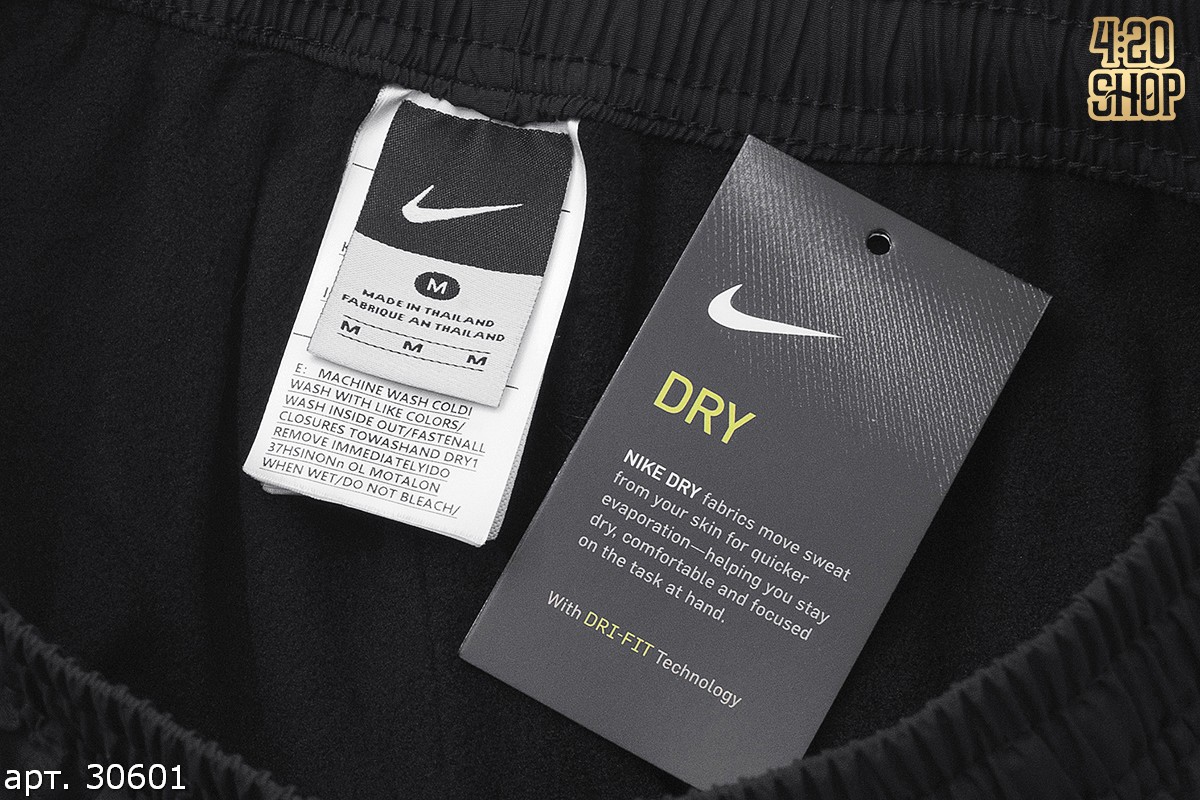 4:20
SHOP
M
MADE IN THAILAND
FABRIQUE AN THAILAND
M M M
E: MACHINE WASH COLDI
WASH WITH LIKE COLORS/
WASH INSIDE OUT/FASTENALL
CLOSURES TOWASHAND DRY1
REMOVE IMMEDIATELYIDO
37HSINONn OL MOTALON
WHEN WET/DO NOT BLEACH/
DRY
NIKE DRY fabrics move sweat
from your skin for quicker
evaporation—helping you stay
dry, comfortable and focused
on the task at hand.
With DRI-FIT Technology
арт. 30601